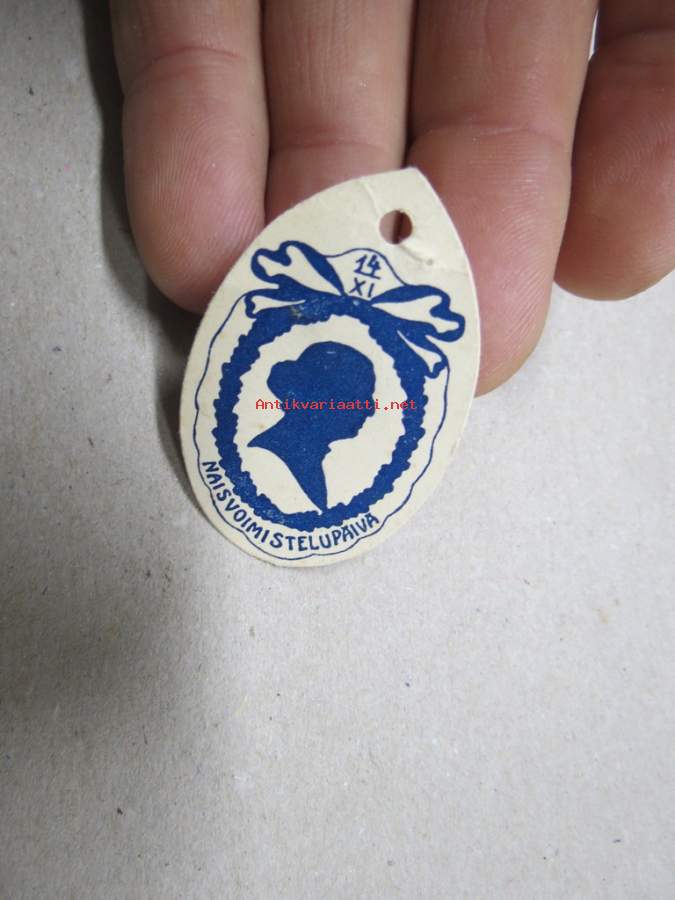 14
XI
Antikvariaatti.net
NAISVOIMISTELUPÄIVÄ